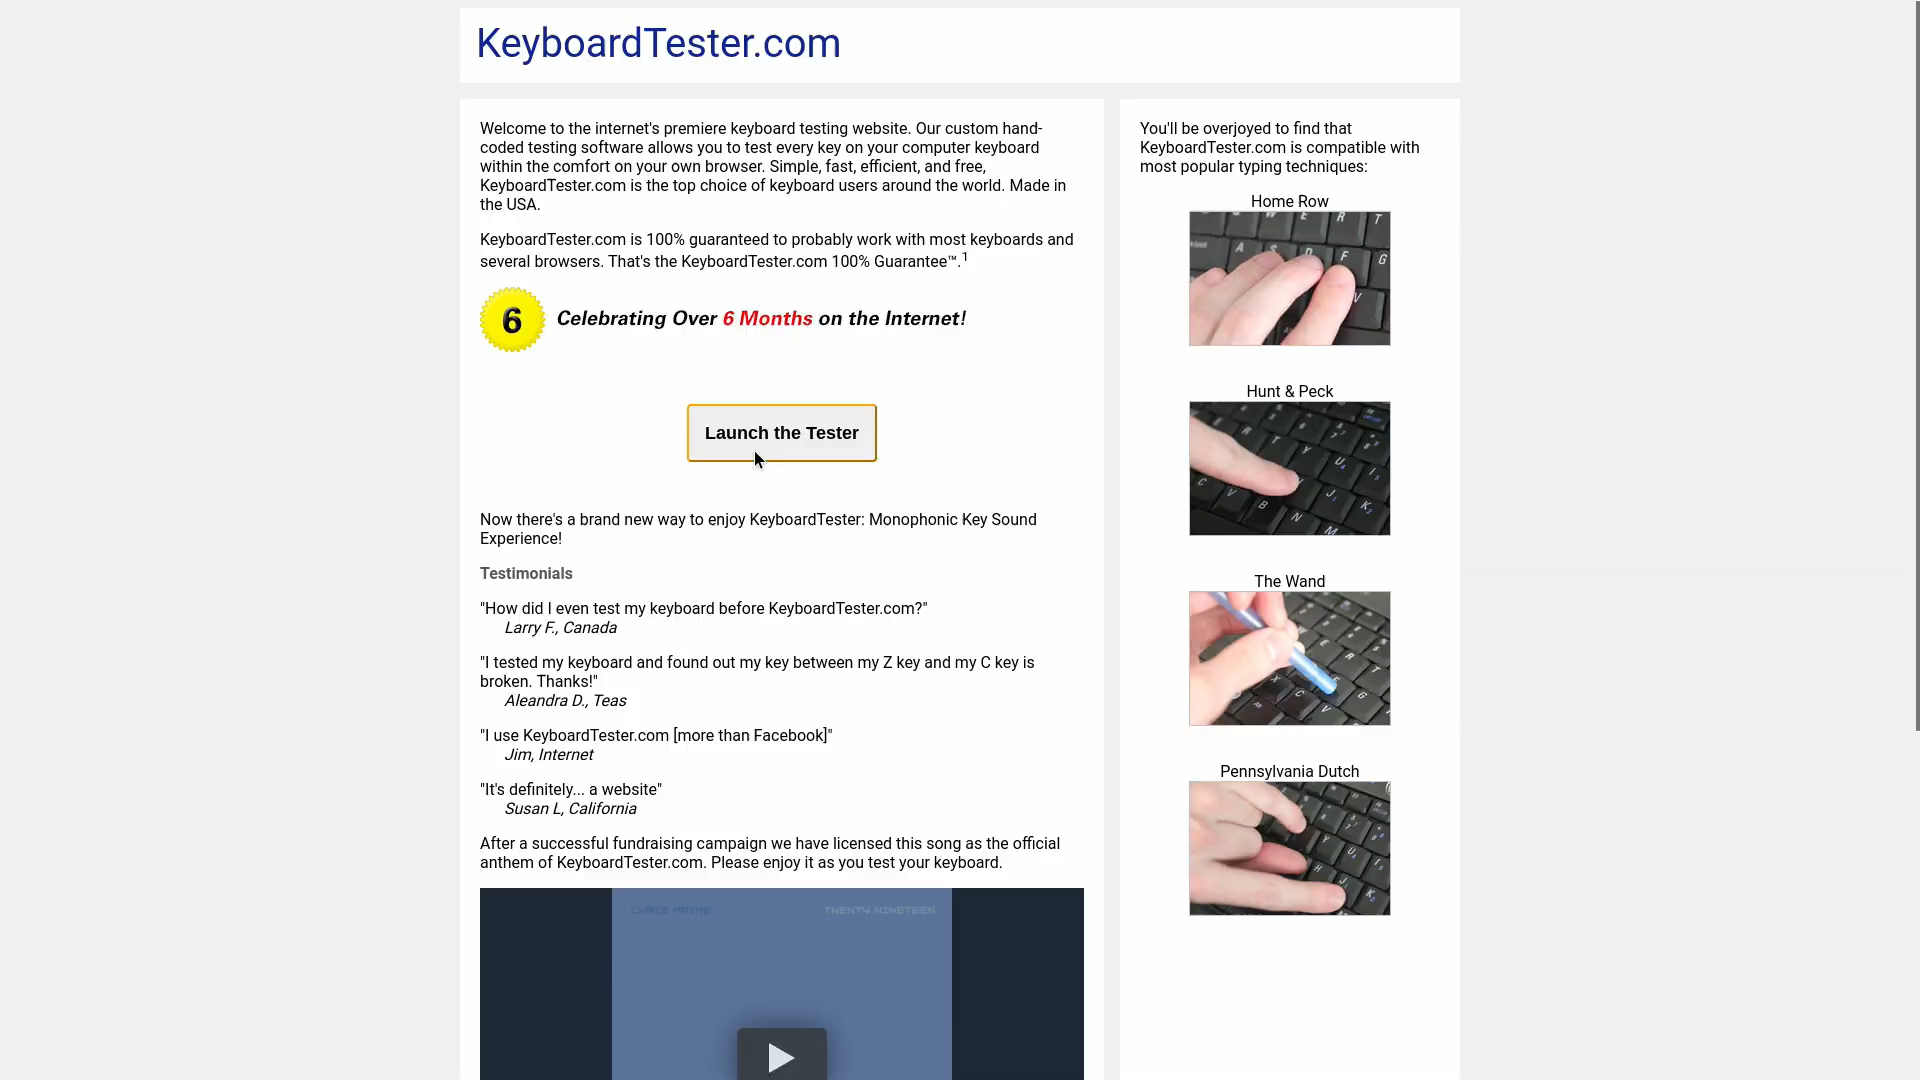 KeyboardTester.com
Welcome to the internet's premiere keyboard testing website. Our custom hand-
coded testing software allows you to test every key on your computer keyboard
within the comfort on your own browser. Simple, fast, efficient, and free,
KeyboardTester.com is the top choice of keyboard users around the world. Made in
the USA.
KeyboardTester.com is 100% guaranteed to probably work with most keyboards and
several browsers. That's the KeyboardTester.com 100% Guarantee™.1
6 Celebrating Over 6 Months on the Internet!
Launch the Tester
Now there's a brand new way to enjoy KeyboardTester: Monophonic Key Sound
Experience!
Testimonials
"How did I even test my keyboard before KeyboardTester.com?"
Larry F., Canada
"I tested my keyboard and found out my key between my Z key and my C key is
broken. Thanks!"
Aleandra D., Teas
"I use KeyboardTester.com [more than Facebook]"
Jim, Internet
"It's definitely... a website"
Susan L, California
After a successful fundraising campaign we have licensed this song as the official
anthem of KeyboardTester.com. Please enjoy it as you test your keyboard.
CHRIS PRINE TWENTY NINETEEN
You'll be overjoyed to find that
KeyboardTester.com is compatible with
most popular typing techniques:
Home Row
Hunt & Peck
The Wand
Pennsylvania Dutch